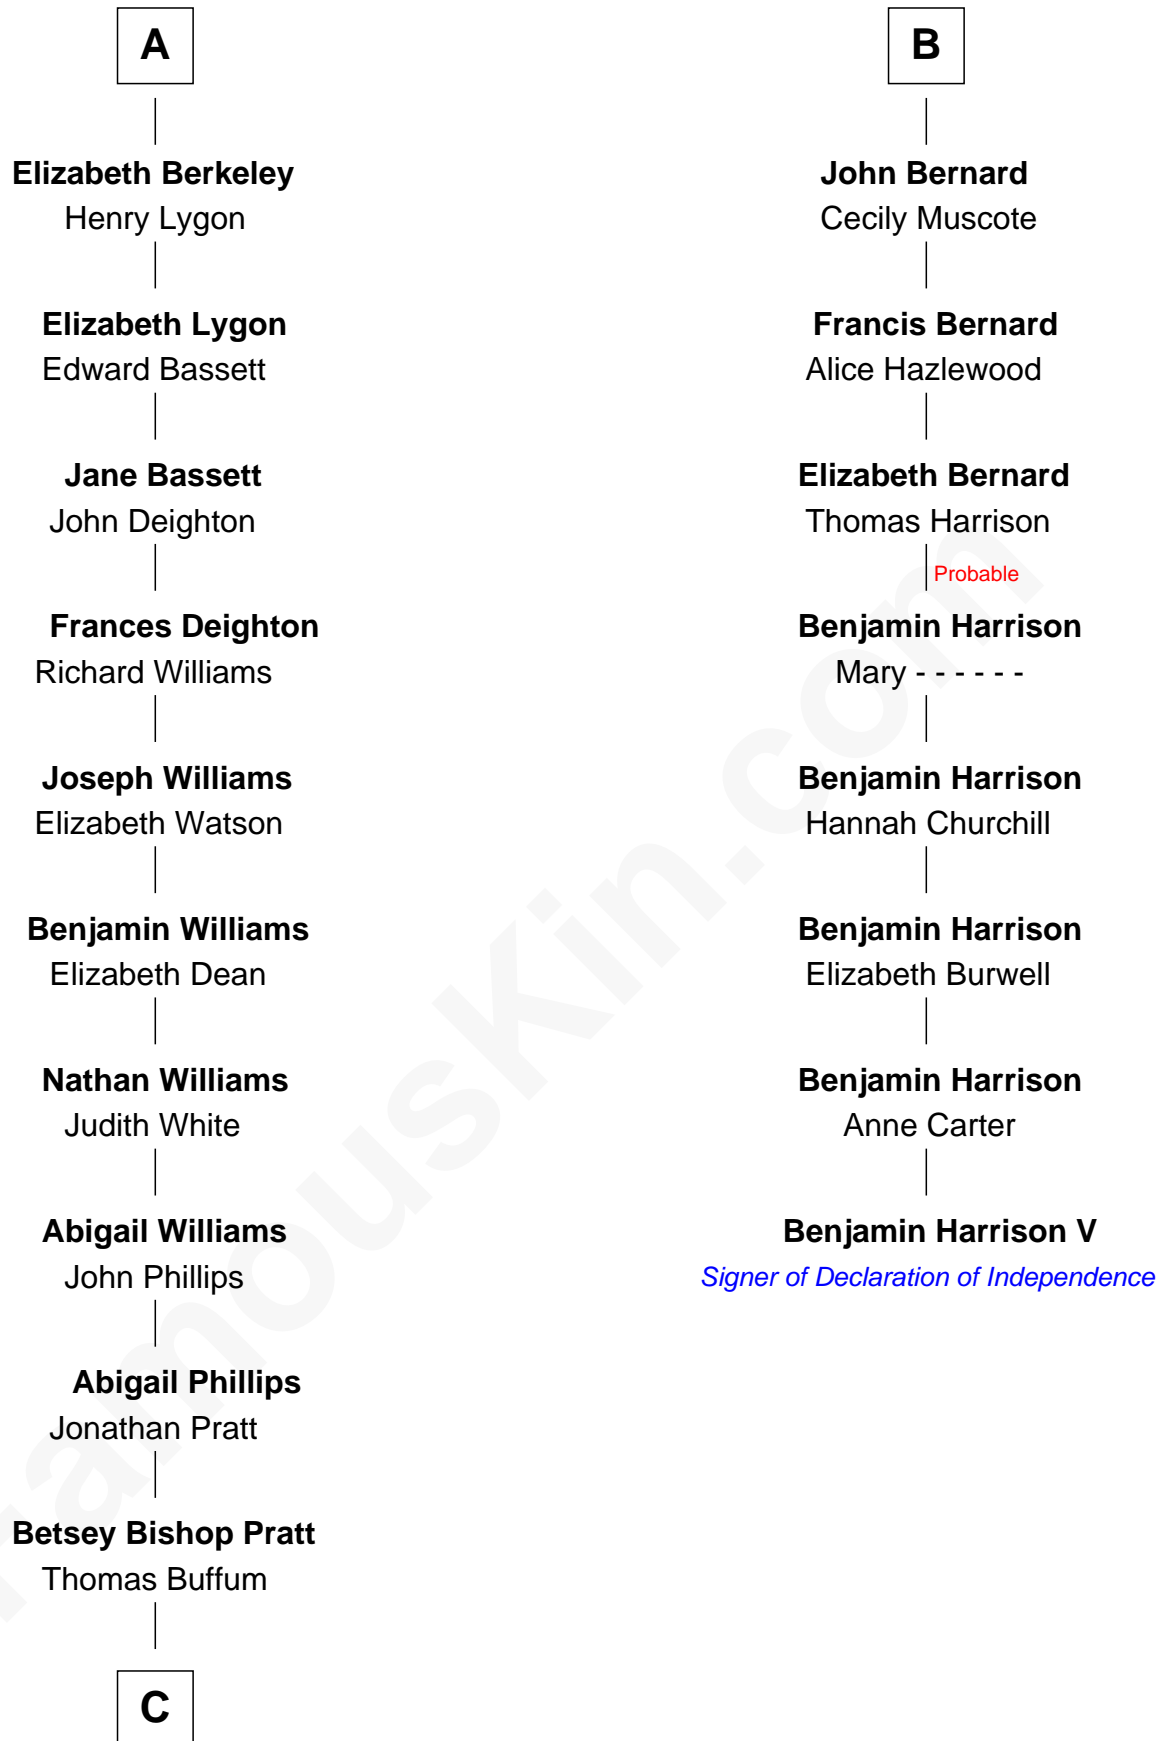 A
Elizabeth Berkeley
Henry Lygon
Elizabeth Lygon
Edward Bassett
Jane Bassett
John Deighton
Frances Deighton
Richard Williams
Joseph Williams
Elizabeth Watson
Benjamin Williams
Elizabeth Dean
Nathan Williams
Judith White
Abigail Williams
John Phillips
Abigail Phillips
Jonathan Pratt
Betsey Bishop Pratt
Thomas Buffum
C
B
John Bernard
Cecily Muscote
Francis Bernard
Alice Hazlewood
Elizabeth Bernard
Thomas Harrison
Probable
Benjamin Harrison
Mary - - - - - -
Benjamin Harrison
Hannah Churchill
Benjamin Harrison
Elizabeth Burwell
Benjamin Harrison
Anne Carter
Benjamin Harrison V
Signer of Declaration of Independence
FamousKin.com